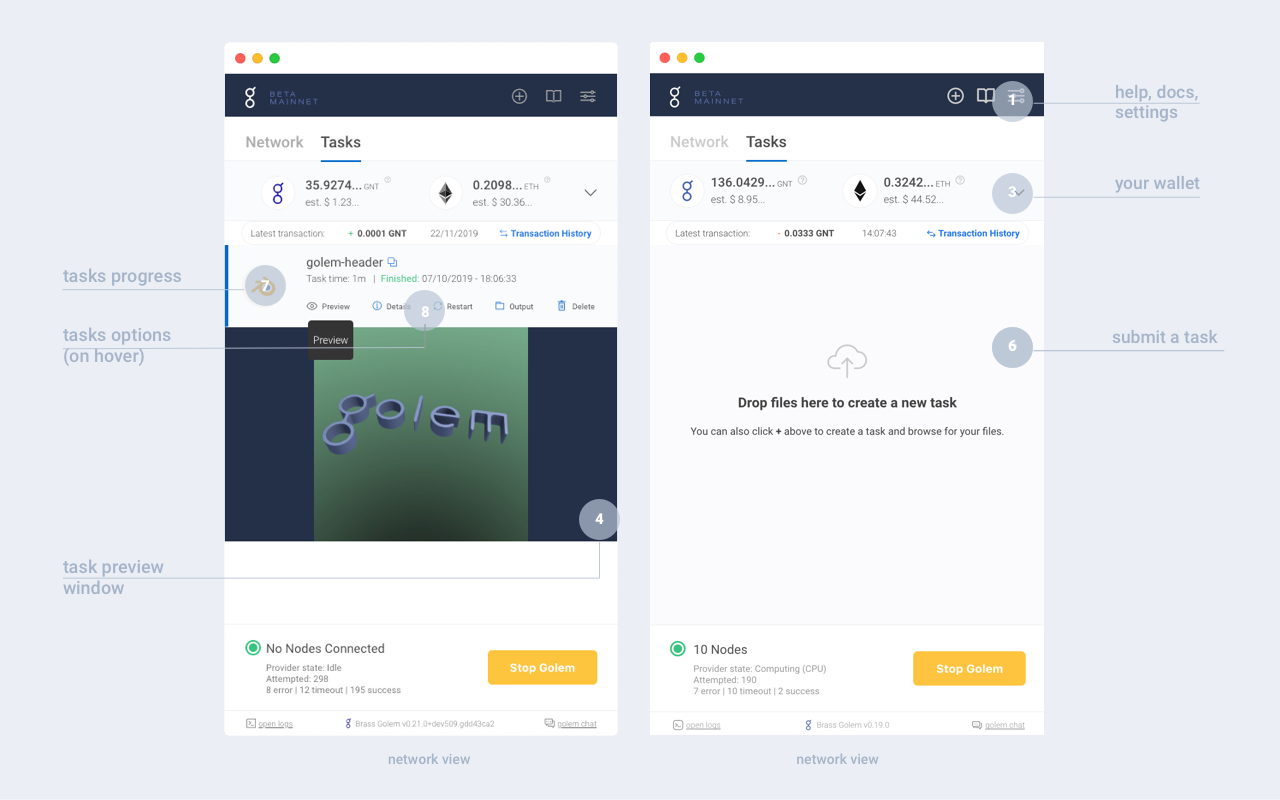 BETA
MAINNET
Network Tasks
35.9274... GNT
est. $ 1.23...
0.2098... ETH
est. $ 30.36...
Latest transaction: + 0.0001 GNT 22/11/2019 Transaction History
tasks progress
7
golem-header
Task time: 1m | Finished: 07/10/2019 - 18:06:33
Preview Details Restart Output Delete
8
tasks options
(on hover)
Preview
golem
4
task preview
window
No Nodes Connected
Provider state: Idle
Attempted: 298
8 error | 12 timeout | 195 success
Stop Golem
open logs Brass Golem v0.21.0+dev509.gdd43ca2 golem chat
network view
BETA
MAINNET
1
help, docs,
settings
Network Tasks
136.0429... GNT ?
est. $ 8.95...
0.3242... ETH ?
est. $ 44.52...
3
your wallet
Latest transaction: - 0.0333 GNT 14:07:43 Transaction History
6
submit a task
Drop files here to create a new task
You can also click + above to create a task and browse for your files.
10 Nodes
Provider state: Computing (CPU)
Attempted: 190
7 error | 10 timeout | 2 success
Stop Golem
open logs Brass Golem v0.19.0 golem chat
network view